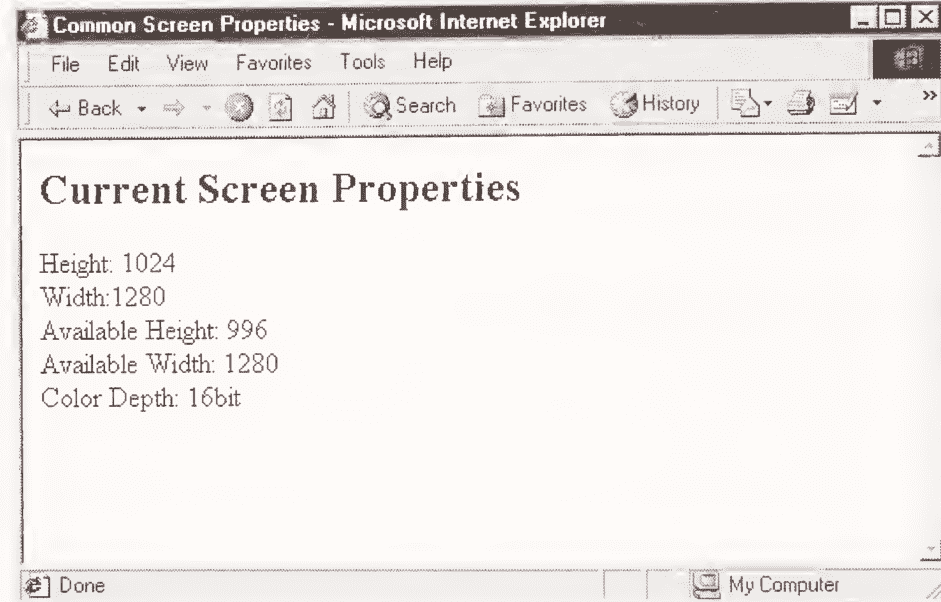 Common Screen Properties - Microsoft Internet Explorer
File Edit View Favorites Tools Help
Back Search Favorites History »
Current Screen Properties
Height: 1024
Width:1280
Available Height: 996
Available Width: 1280
Color Depth: 16bit
Done My Computer